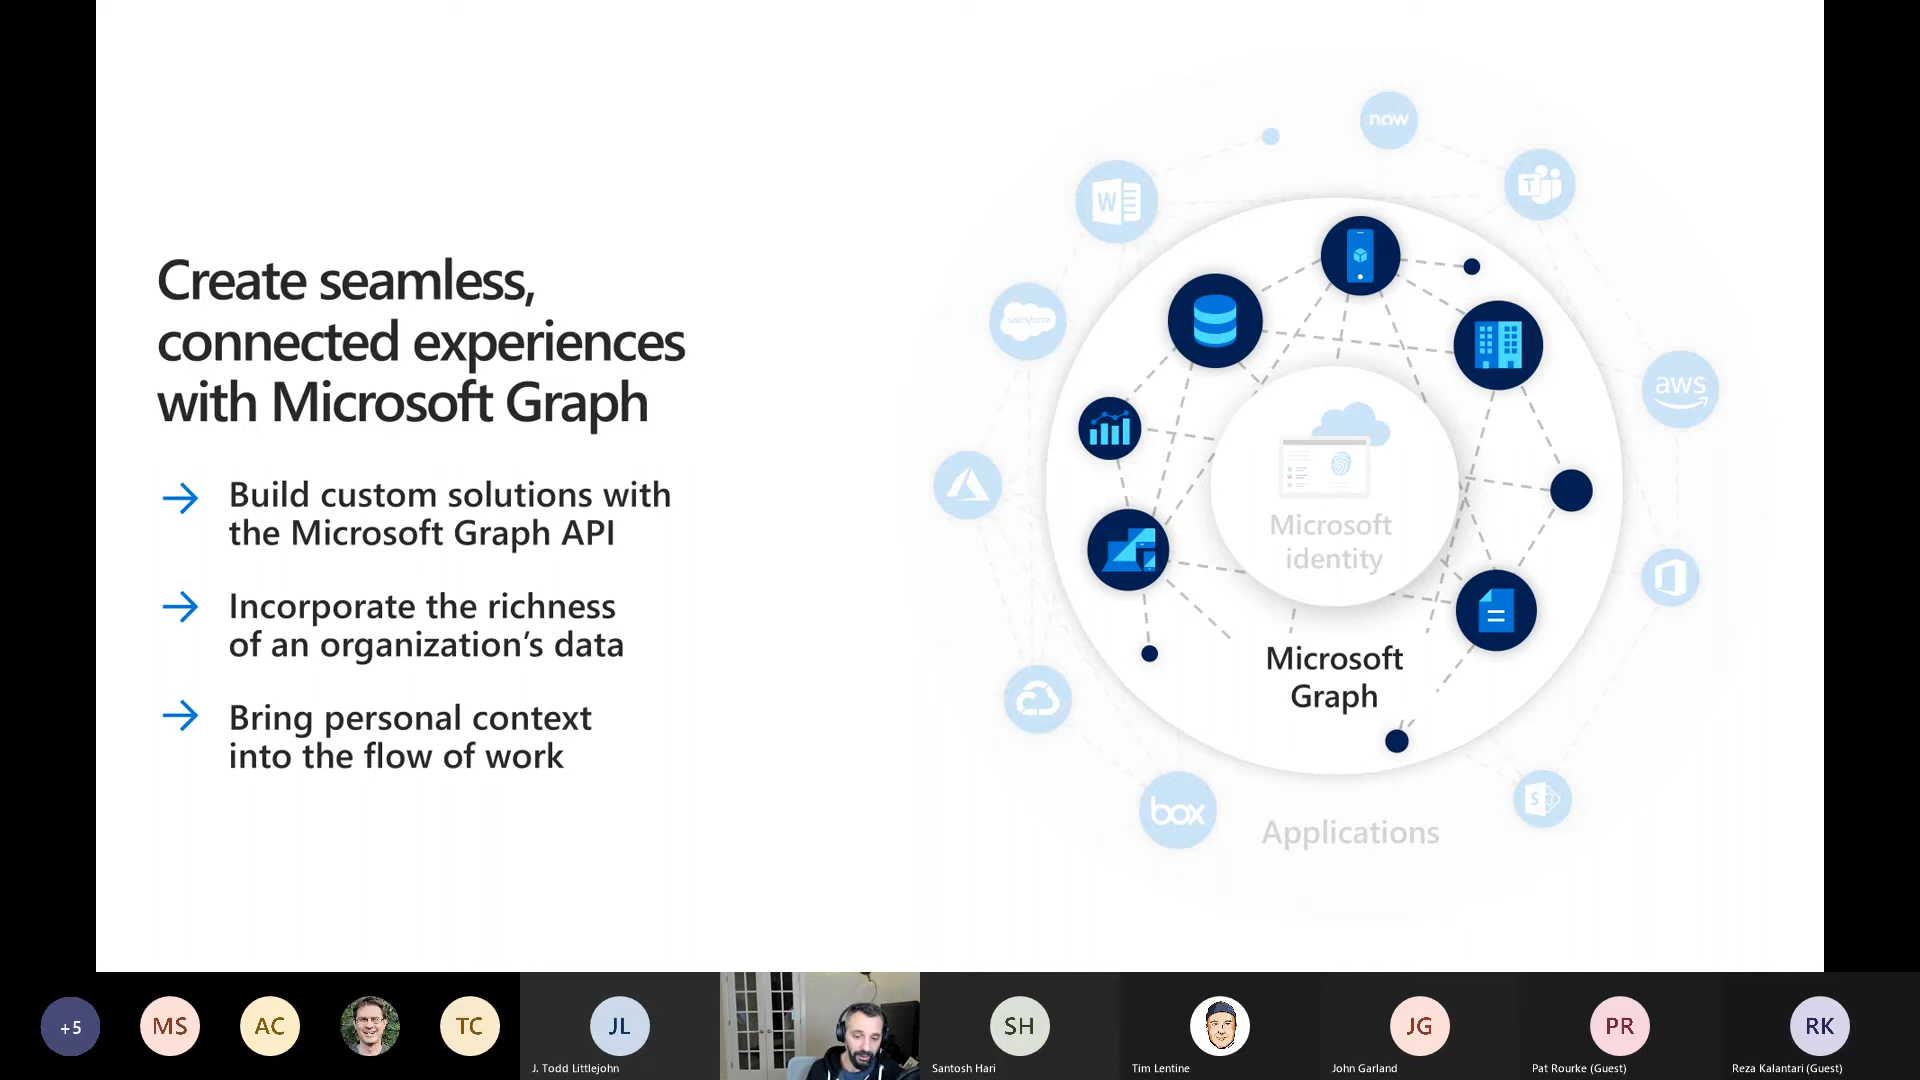 Create seamless,
connected experiences
with Microsoft Graph
Build custom solutions with
the Microsoft Graph API
Incorporate the richness
of an organization's data
Bring personal context
into the flow of work
now
W
T
salesforce
aws
Microsoft
identity
Microsoft
Graph
box
S
Applications
+5
MS
AC
TC
JL
J. Todd Littlejohn
SH
Santosh Hari
Tim Lentine
JG
John Garland
PR
Pat Rourke (Guest)
RK
Reza Kalantari (Guest)